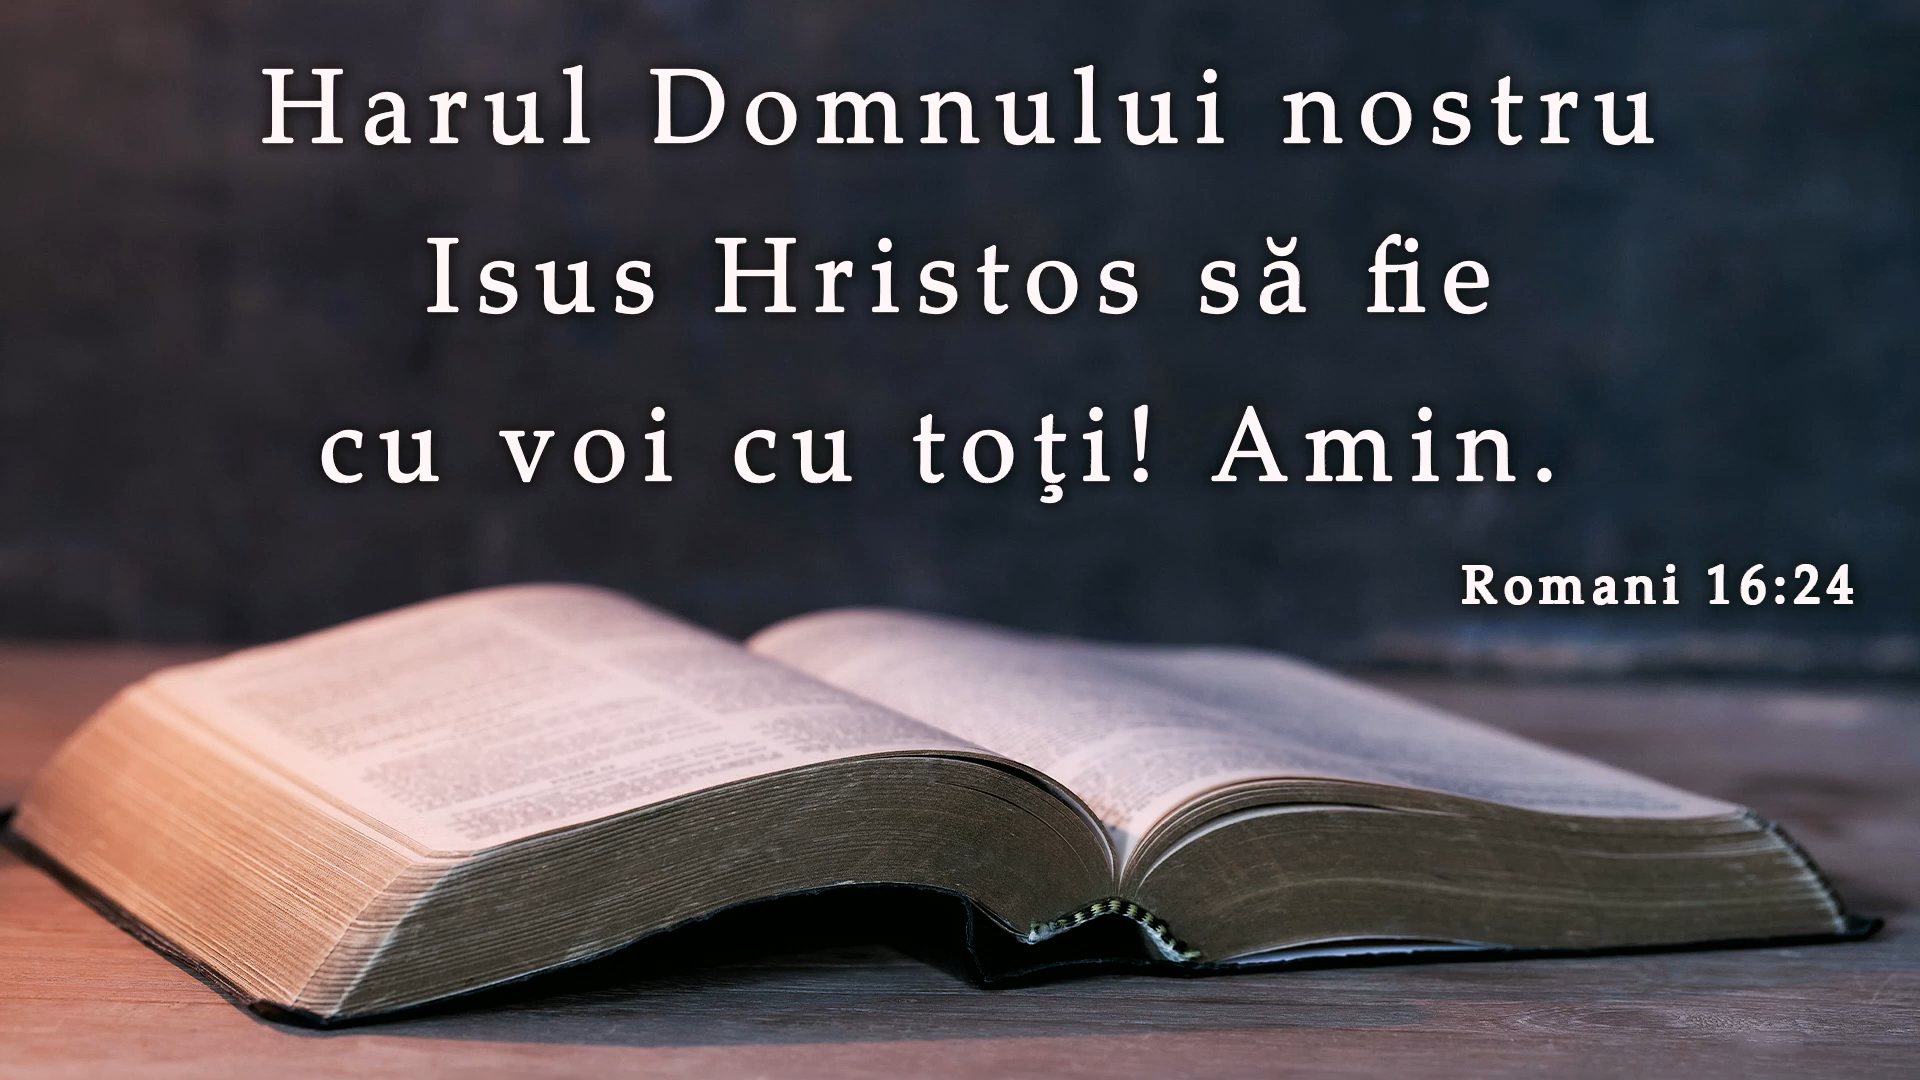 Harul Domnului nostru
Isus Hristos să fie
cu voi cu toţi! Amin.
Romani 16:24